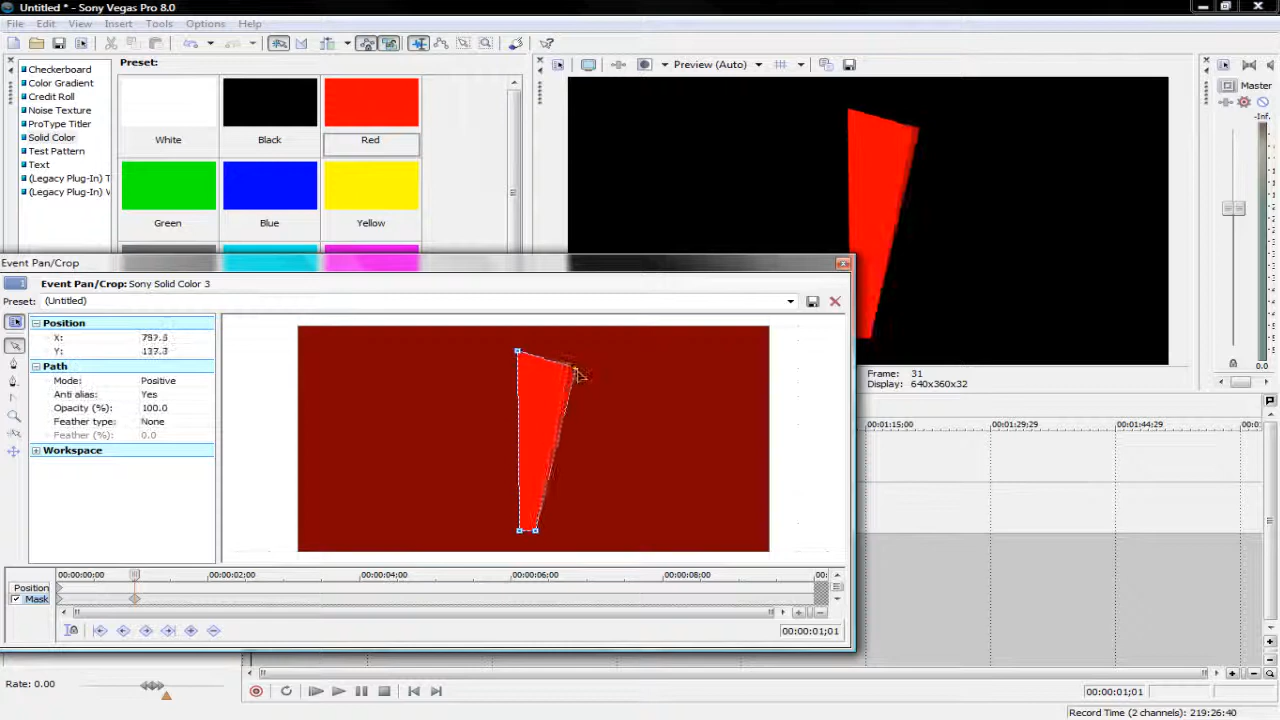 Untitled * - Sony Vegas Pro 8.0
File Edit View Insert Tools Options Help
Preset:
Checkerboard
Color Gradient
Credit Roll
Noise Texture
ProType Titler
Solid Color
Test Pattern
Text
(Legacy Plug-In) T
(Legacy Plug-In) V
White Black Red
Green Blue Yellow
Preview (Auto)
Master
-Inf.
0.0
Frame: 31
Display: 640x360x32
Event Pan/Crop
Event Pan/Crop: Sony Solid Color 3
Preset: (Untitled)
Position
X:
Y:
Path
Mode: Positive
Anti alias: Yes
Opacity (%): 100.0
Feather type: None
Feather (%): 0.0
Workspace
00:00:00;00 00:00:02;00 00:00:04;00 00:00:06;00 00:00:08;00 00:
Position
Mask
00:00:01;01
00:01:15;00 00:01:29;29 00:01:44;29 00:0
Rate: 0.00
00:00:01;01
Record Time (2 channels): 219:26:40